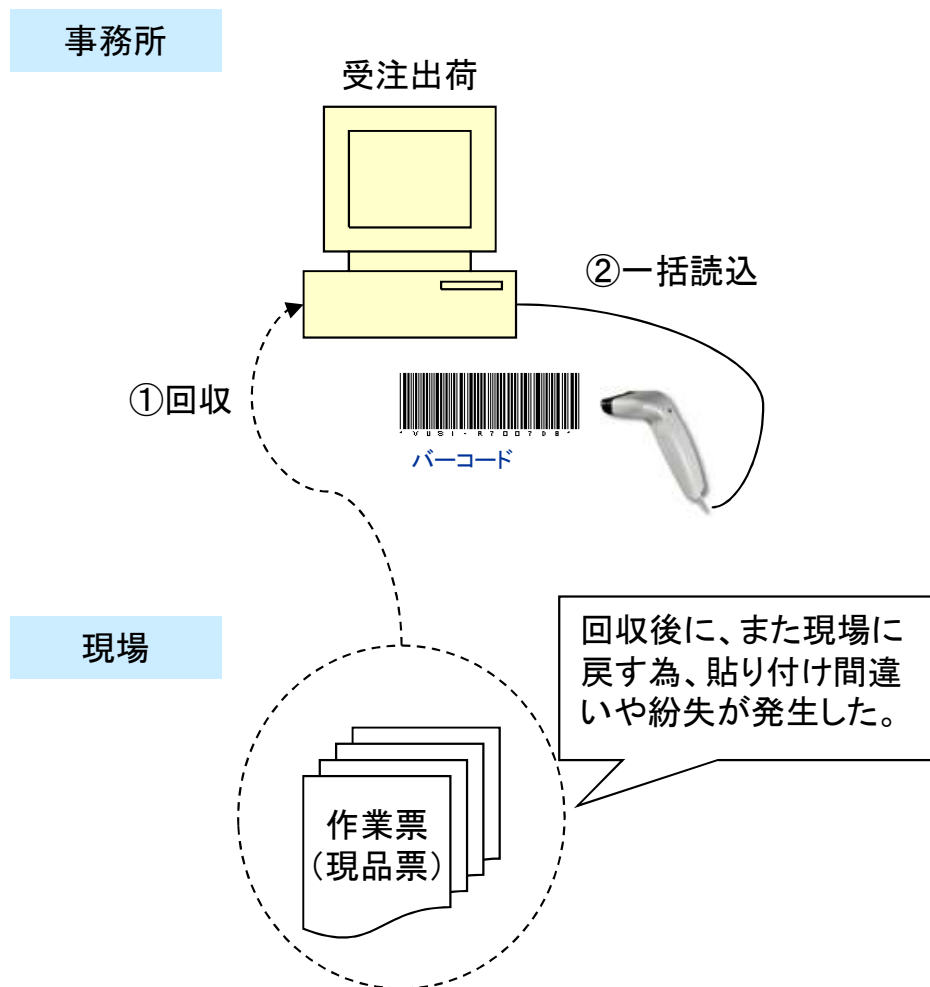 事務所
受注出荷
②一括読込
①回収
バーコード
現場
回収後に、また現場に
戻す為、貼り付け間違
いや紛失が発生した。
作業票
（現品票）